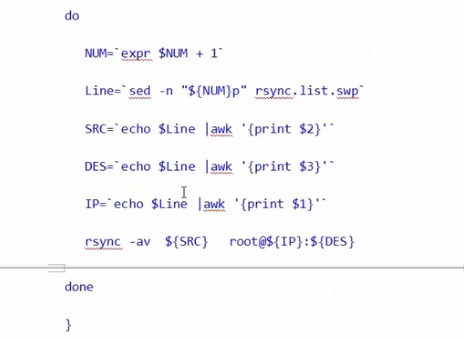 do
NUM=`expr $NUM + 1`
Line=`sed -n "${NUM}p" rsync.list.swp`
SRC=`echo $Line |awk '{print $2}'`
DES=`echo $Line |awk '{print $3}'`
IP=`echo $Line |awk '{print $1}'`
rsync -av ${SRC} root@${IP}:${DES}
done
}